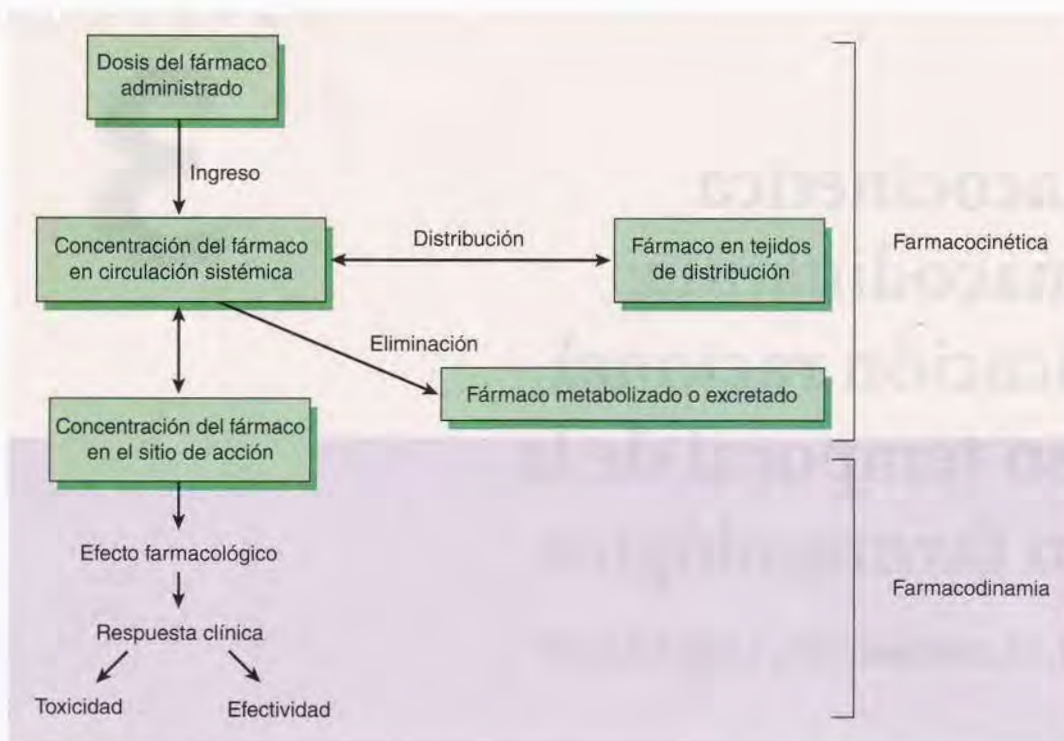 Dosis del fármaco
administrado
Ingreso
Concentración del fármaco
en circulación sistémica
Distribución
Fármaco en tejidos
de distribución
Farmacocinética
Eliminación
Fármaco metabolizado o excretado
Concentración del fármaco
en el sitio de acción
Efecto farmacológico
Farmacodinamia
Respuesta clínica
Toxicidad
Efectividad